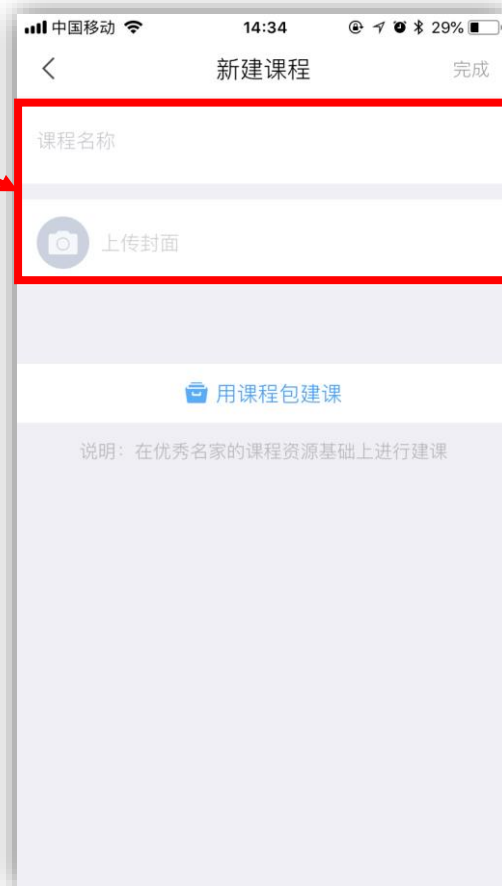 中国移动 14:34 29%
新建课程 完成
课程名称
上传封面
用课程包建课
说明：在优秀名家的课程资源基础上进行建课